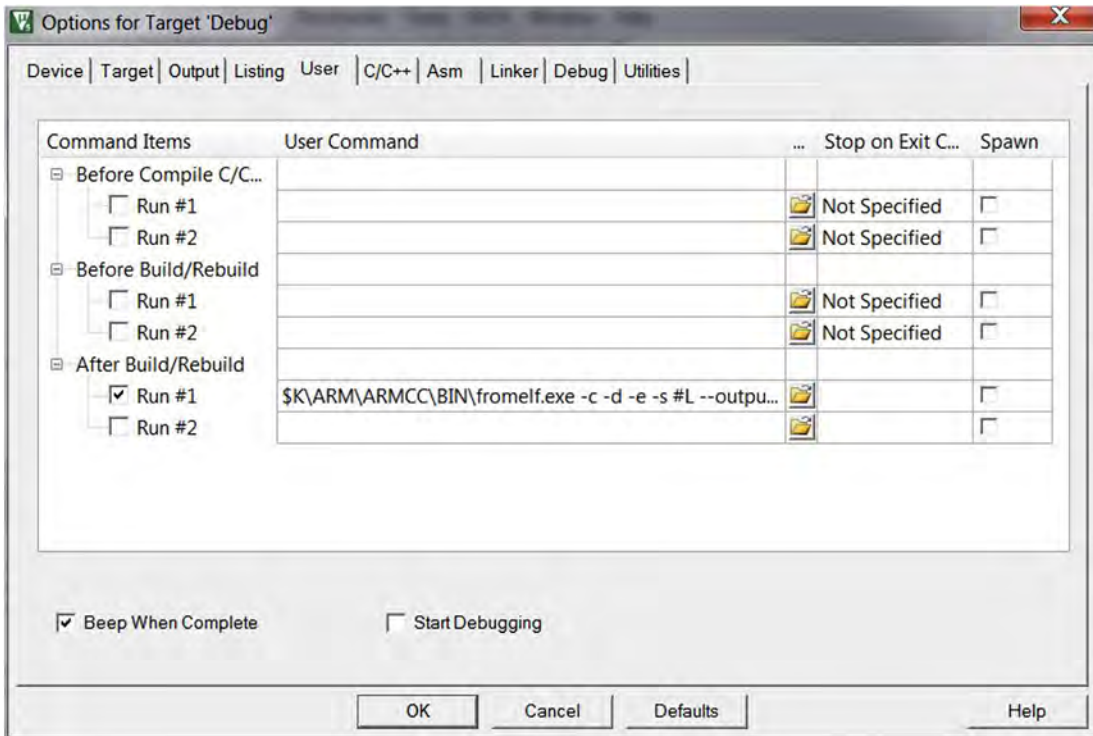 Options for Target 'Debug'
X
Device Target Output Listing User C/C++ Asm Linker Debug Utilities
Command Items User Command ... Stop on Exit C... Spawn
Before Compile C/C...
Run #1 Not Specified
Run #2 Not Specified
Before Build/Rebuild
Run #1 Not Specified
Run #2 Not Specified
After Build/Rebuild
Run #1 $K\ARM\ARMCC\BIN\fromelf.exe -c -d -e -s #L --outpu...
Run #2
Beep When Complete Start Debugging
OK Cancel Defaults Help